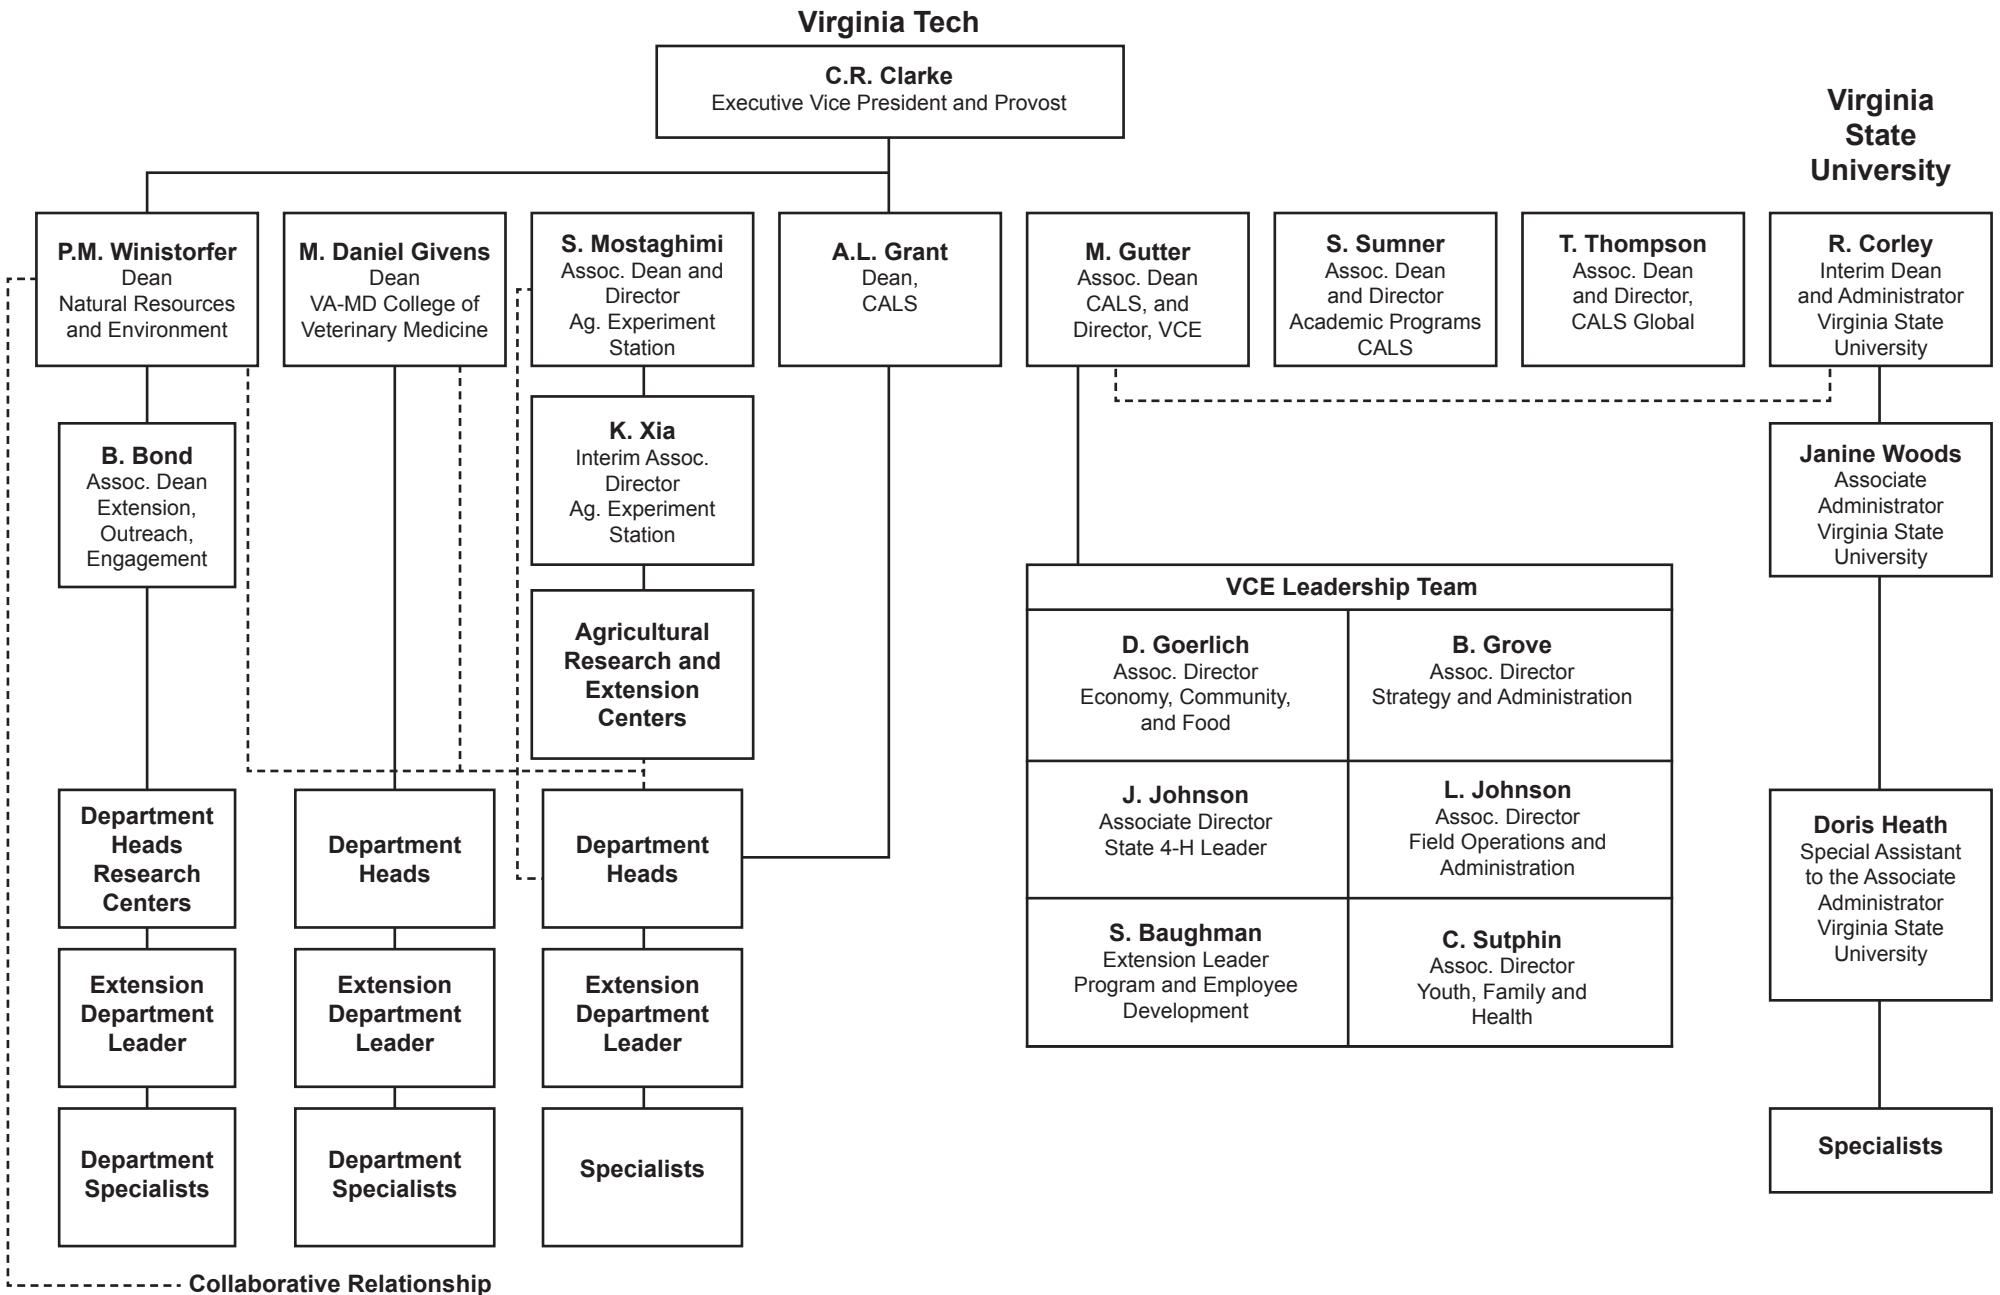 Virginia Tech
C.R. Clarke
Executive Vice President and Provost
Virginia
State
University
P.M. Winistorfer
Dean
Natural Resources
and Environment
M. Daniel Givens
Dean
VA-MD College of
Veterinary Medicine
S. Mostaghimi
Assoc. Dean and
Director
Ag. Experiment
Station
A.L. Grant
Dean,
CALS
M. Gutter
Assoc. Dean
CALS, and
Director, VCE
S. Sumner
Assoc. Dean
and Director
Academic Programs
CALS
T. Thompson
Assoc. Dean
and Director,
CALS Global
R. Corley
Interim Dean
and Administrator
Virginia State
University
B. Bond
Assoc. Dean
Extension,
Outreach,
Engagement
K. Xia
Interim Assoc.
Director
Ag. Experiment
Station
Janine Woods
Associate
Administrator
Virginia State
University
Agricultural
Research and
Extension
Centers
VCE Leadership Team
D. Goerlich
Assoc. Director
Economy, Community,
and Food
B. Grove
Assoc. Director
Strategy and Administration
J. Johnson
Associate Director
State 4-H Leader
L. Johnson
Assoc. Director
Field Operations and
Administration
S. Baughman
Extension Leader
Program and Employee
Development
C. Sutphin
Assoc. Director
Youth, Family and
Health
Department
Heads
Research
Centers
Department
Heads
Department
Heads
Doris Heath
Special Assistant
to the Associate
Administrator
Virginia State
University
Extension
Department
Leader
Extension
Department
Leader
Extension
Department
Leader
Department
Specialists
Department
Specialists
Specialists
Specialists
Collaborative Relationship